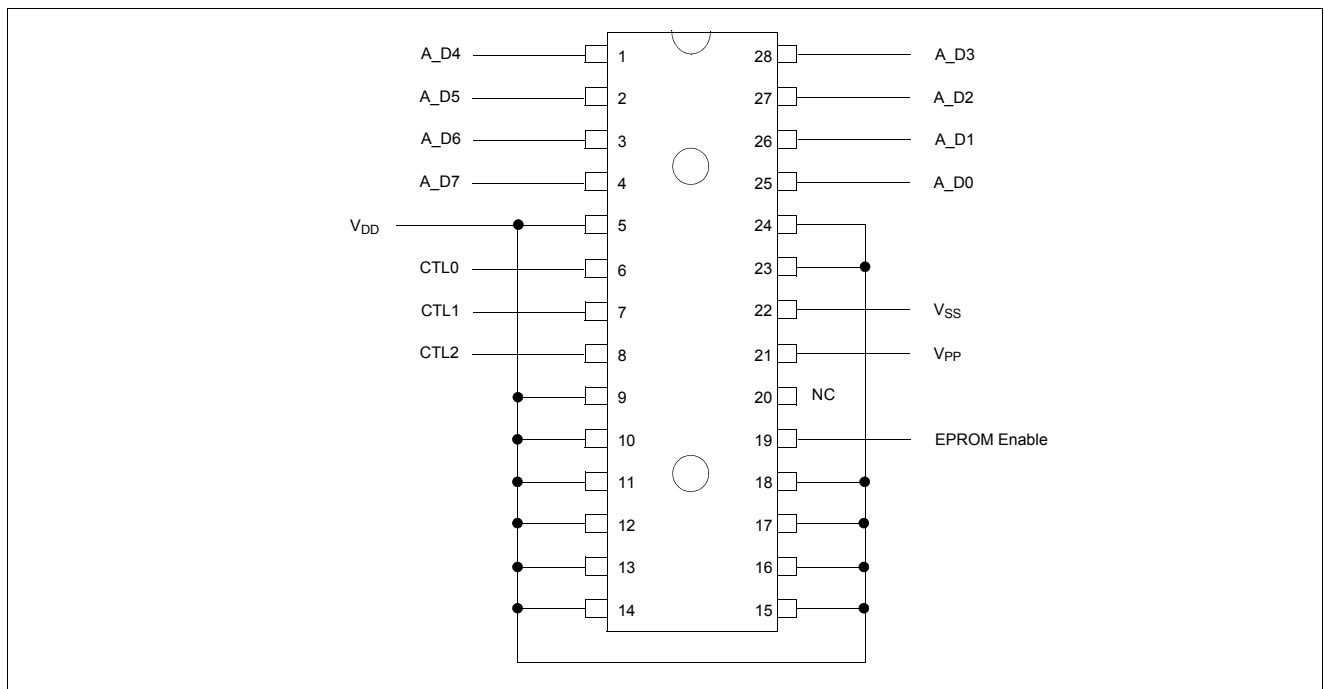 A_D4 1 28 A_D3
A_D5 2 27 A_D2
A_D6 3 26 A_D1
A_D7 4 25 A_D0
VDD 5 24
CTL0 6 23
CTL1 7 22 VSS
CTL2 8 21 VPP
9 20 NC
10 19 EPROM Enable
11 18
12 17
13 16
14 15